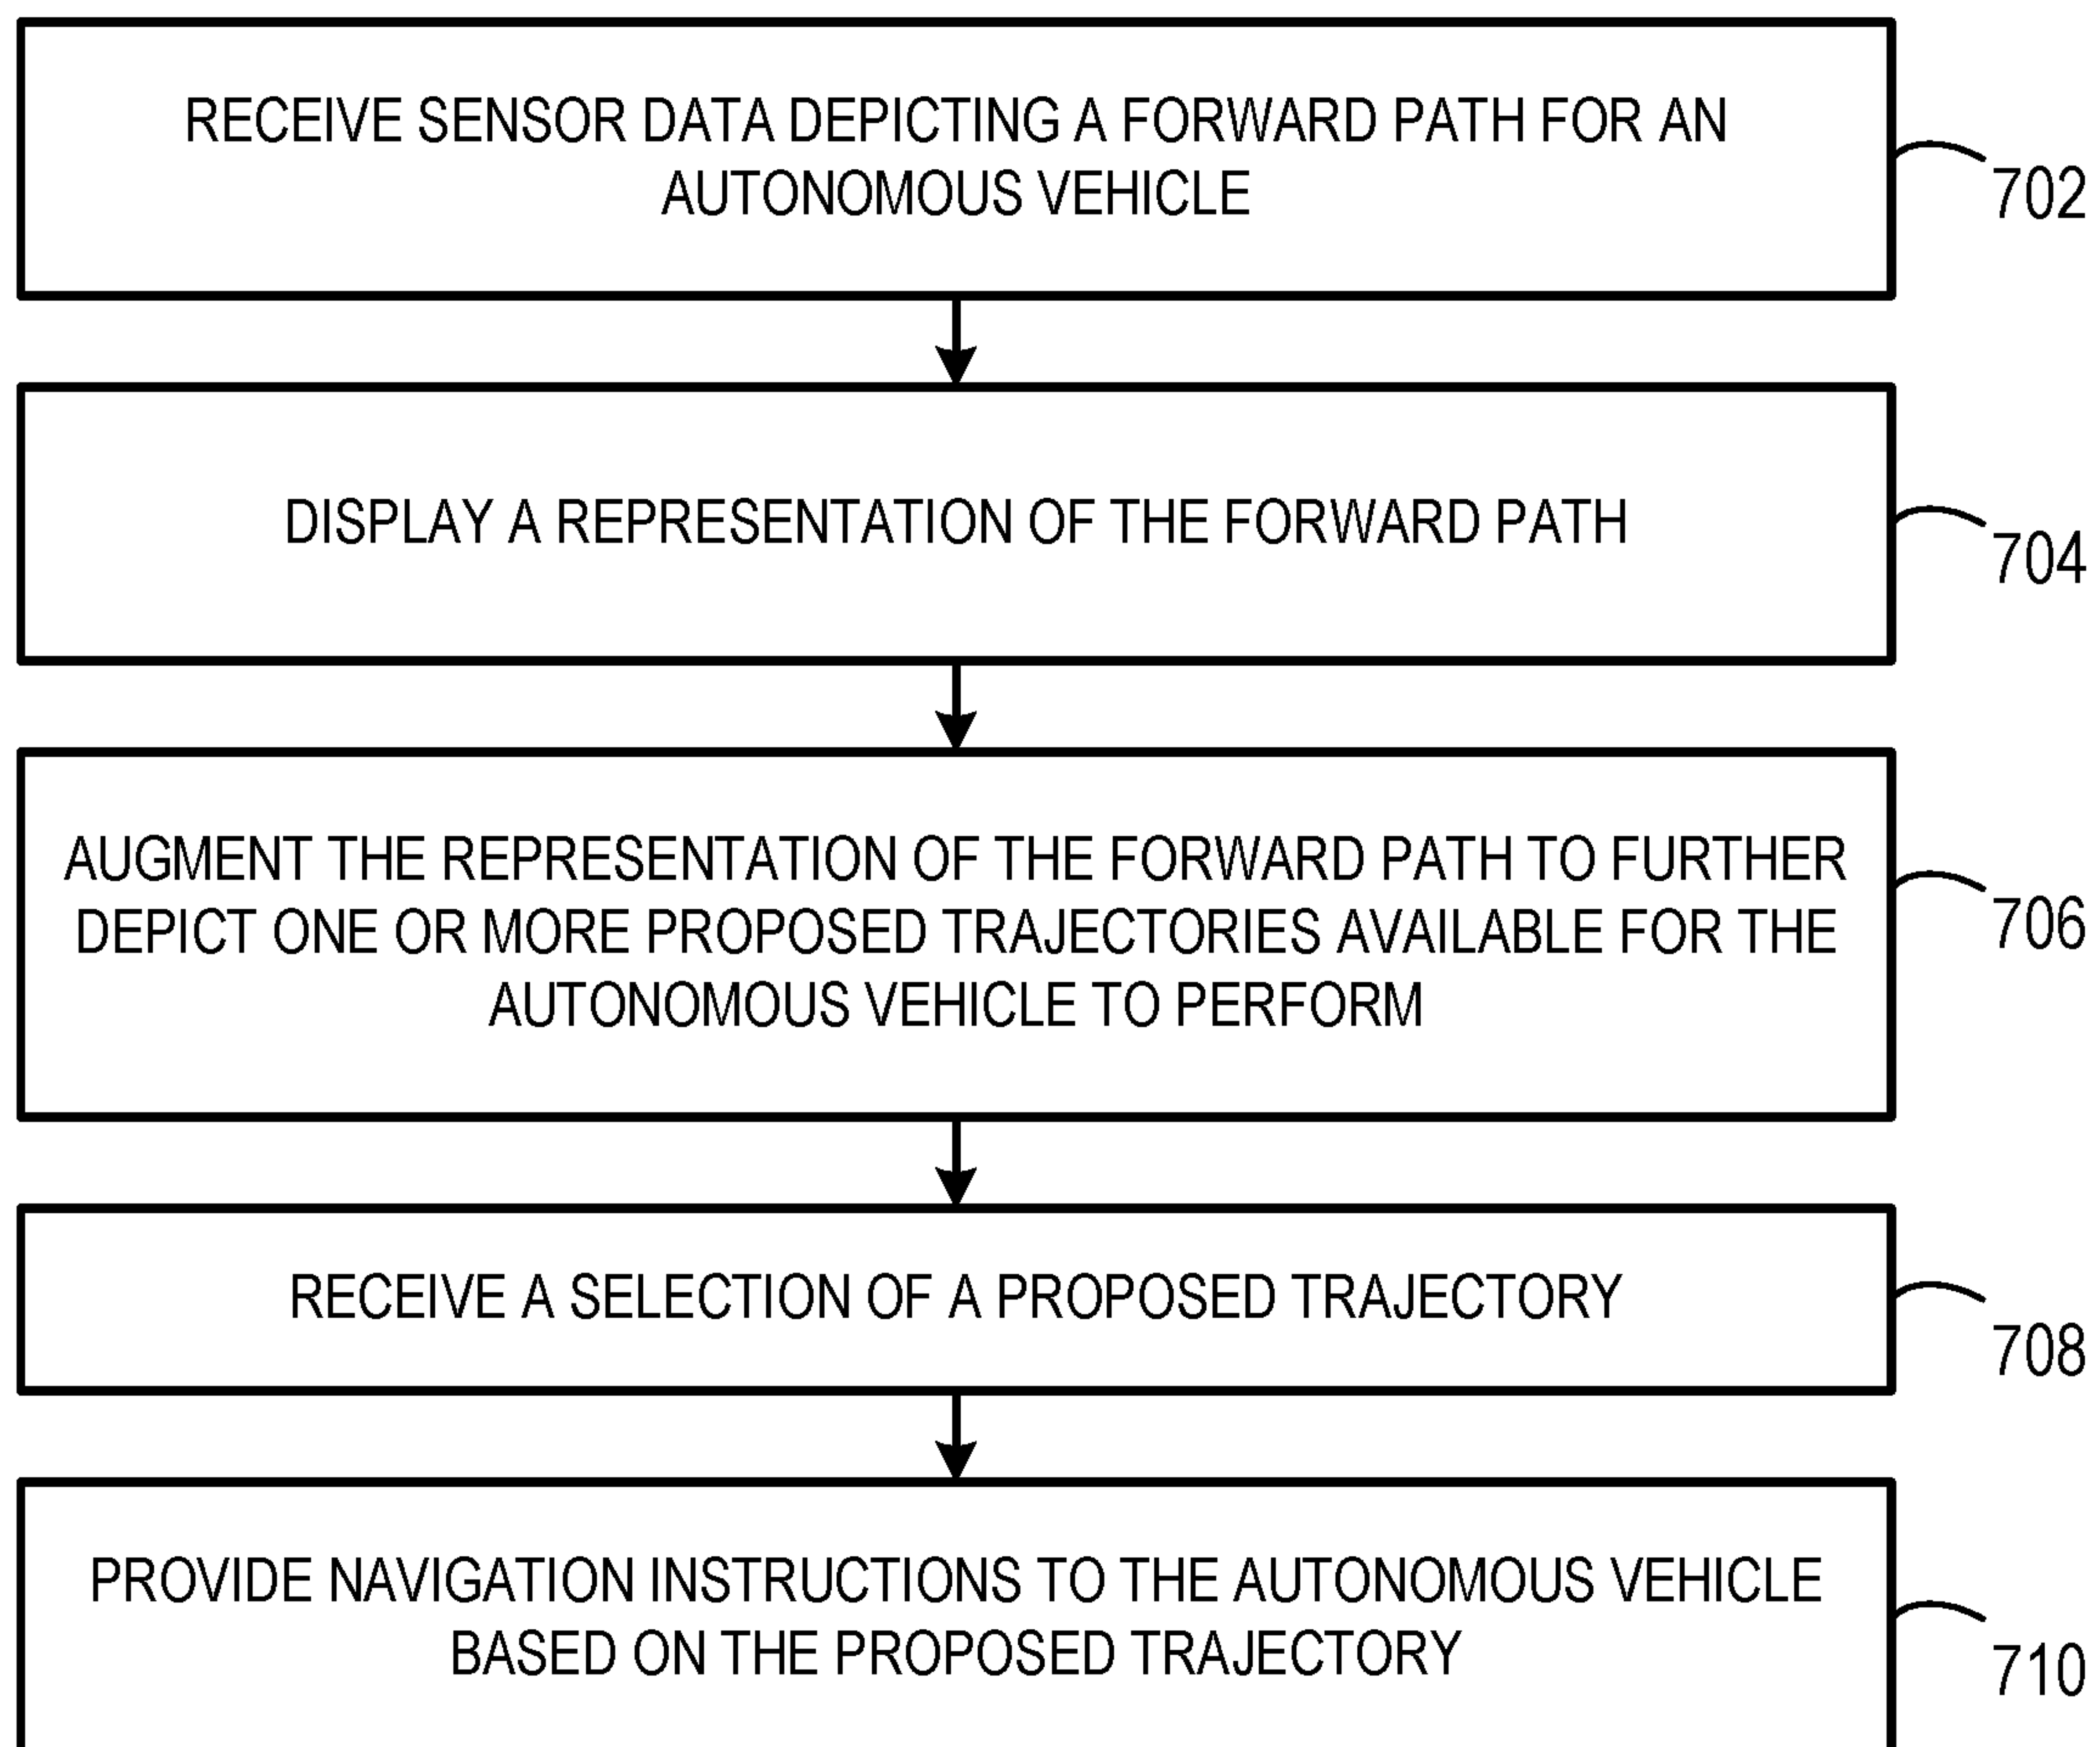 RECEIVE SENSOR DATA DEPICTING A FORWARD PATH FOR AN
AUTONOMOUS VEHICLE
702
DISPLAY A REPRESENTATION OF THE FORWARD PATH
704
AUGMENT THE REPRESENTATION OF THE FORWARD PATH TO FURTHER
DEPICT ONE OR MORE PROPOSED TRAJECTORIES AVAILABLE FOR THE
AUTONOMOUS VEHICLE TO PERFORM
706
RECEIVE A SELECTION OF A PROPOSED TRAJECTORY
708
PROVIDE NAVIGATION INSTRUCTIONS TO THE AUTONOMOUS VEHICLE
BASED ON THE PROPOSED TRAJECTORY
710